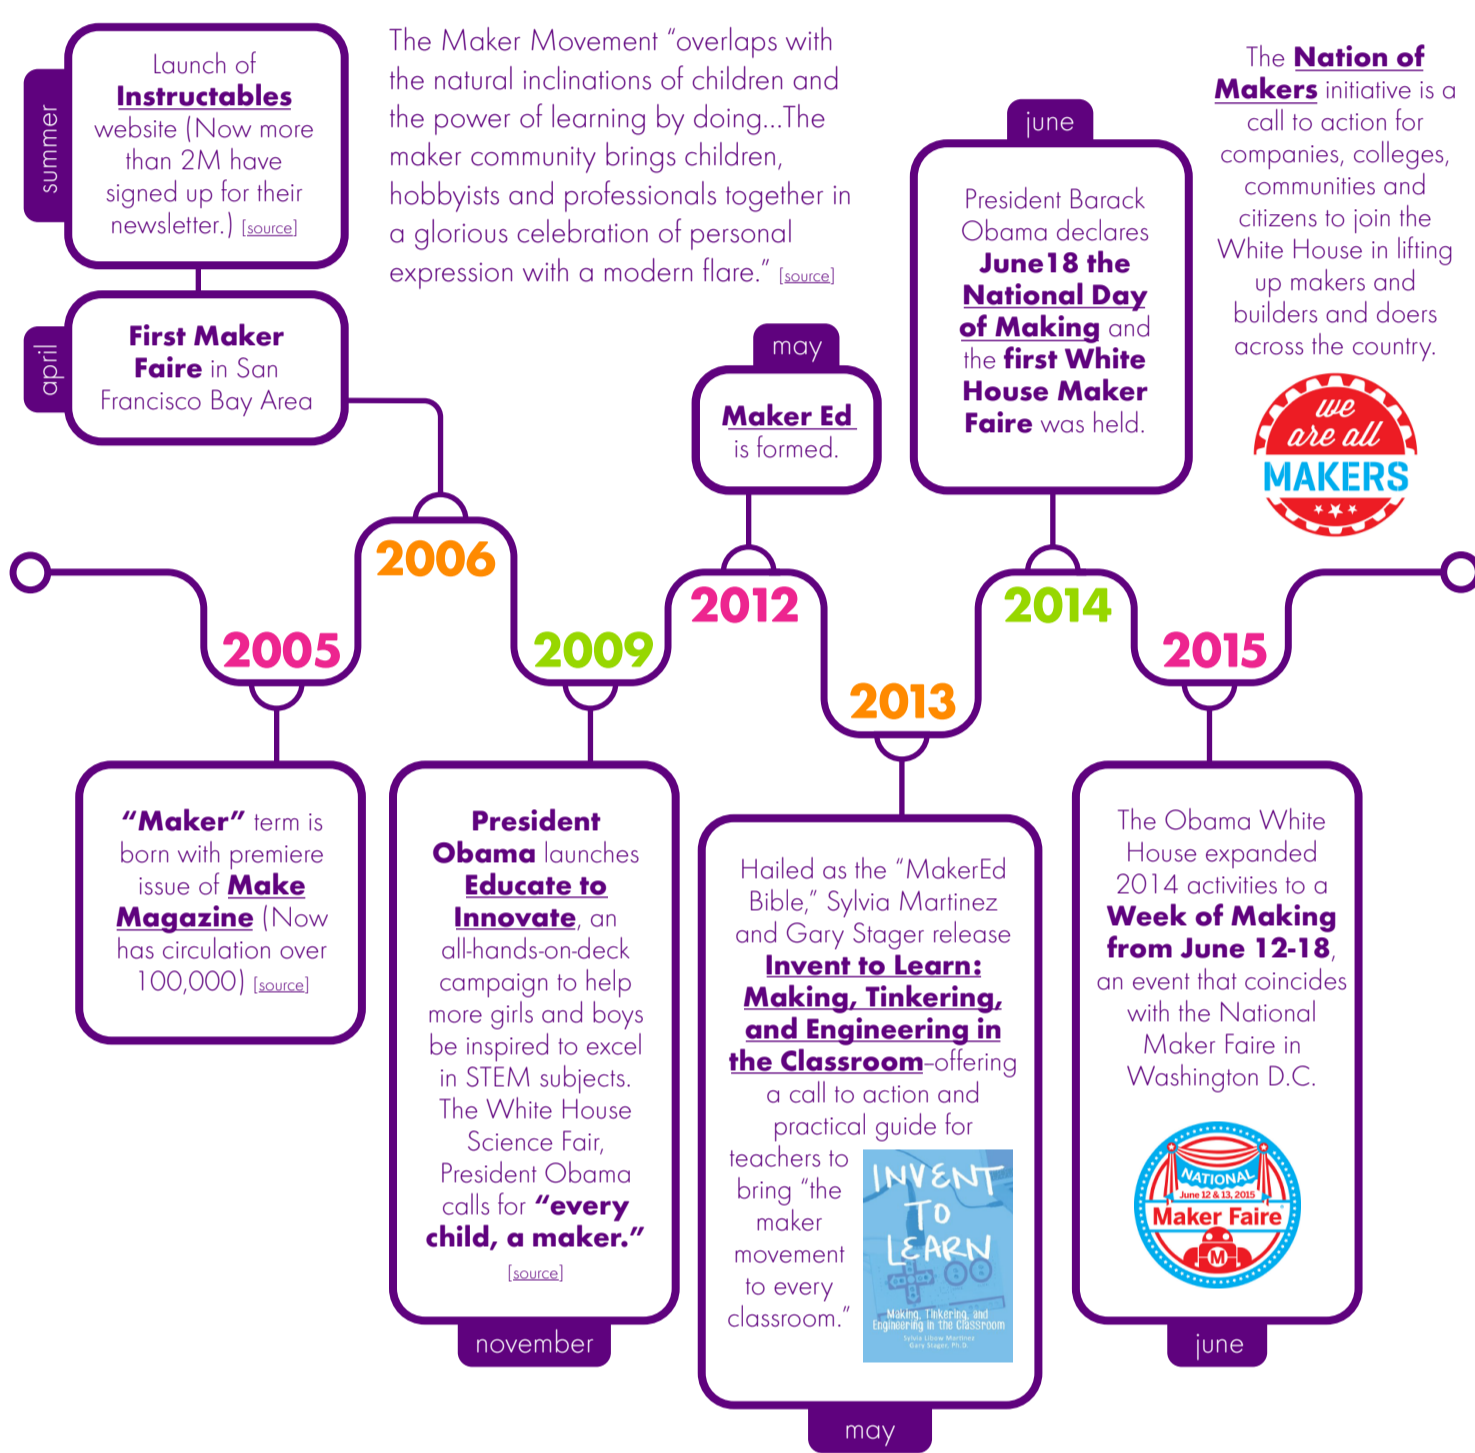 summer
Launch of
Instructables
website (Now more
than 2M have
signed up for their
newsletter.) [source]
april
First Maker
Faire in San
Francisco Bay Area
The Maker Movement “overlaps with
the natural inclinations of children and
the power of learning by doing...The
maker community brings children,
hobbyists and professionals together in
a glorious celebration of personal
expression with a modern flare.” [source]
may
Maker Ed
is formed.
june
President Barack
Obama declares
June18 the
National Day
of Making and
the first White
House Maker
Faire was held.
The Nation of
Makers initiative is a
call to action for
companies, colleges,
communities and
citizens to join the
White House in lifting
up makers and
builders and doers
across the country.
we
are all
MAKERS
2005
2006
2009
2012
2013
2014
2015
“Maker” term is
born with premiere
issue of Make
Magazine (Now
has circulation over
100,000) [source]
President
Obama launches
Educate to
Innovate, an
all-hands-on-deck
campaign to help
more girls and boys
be inspired to excel
in STEM subjects.
The White House
Science Fair,
President Obama
calls for “every
child, a maker.”
[source]
november
Hailed as the “MakerEd
Bible,” Sylvia Martinez
and Gary Stager release
Invent to Learn:
Making, Tinkering,
and Engineering in
the Classroom–offering
a call to action and
practical guide for
teachers to
bring “the
maker
movement
to every
classroom.”
INVENT
TO
LEARN
Making, Tinkering, and
Engineering in the Classroom
Sylvia Libow Martinez
Gary Stager, Ph.D.
may
The Obama White
House expanded
2014 activities to a
Week of Making
from June 12-18,
an event that coincides
with the National
Maker Faire in
Washington D.C.
NATIONAL
June 12 & 13, 2015
Maker Faire
M
june